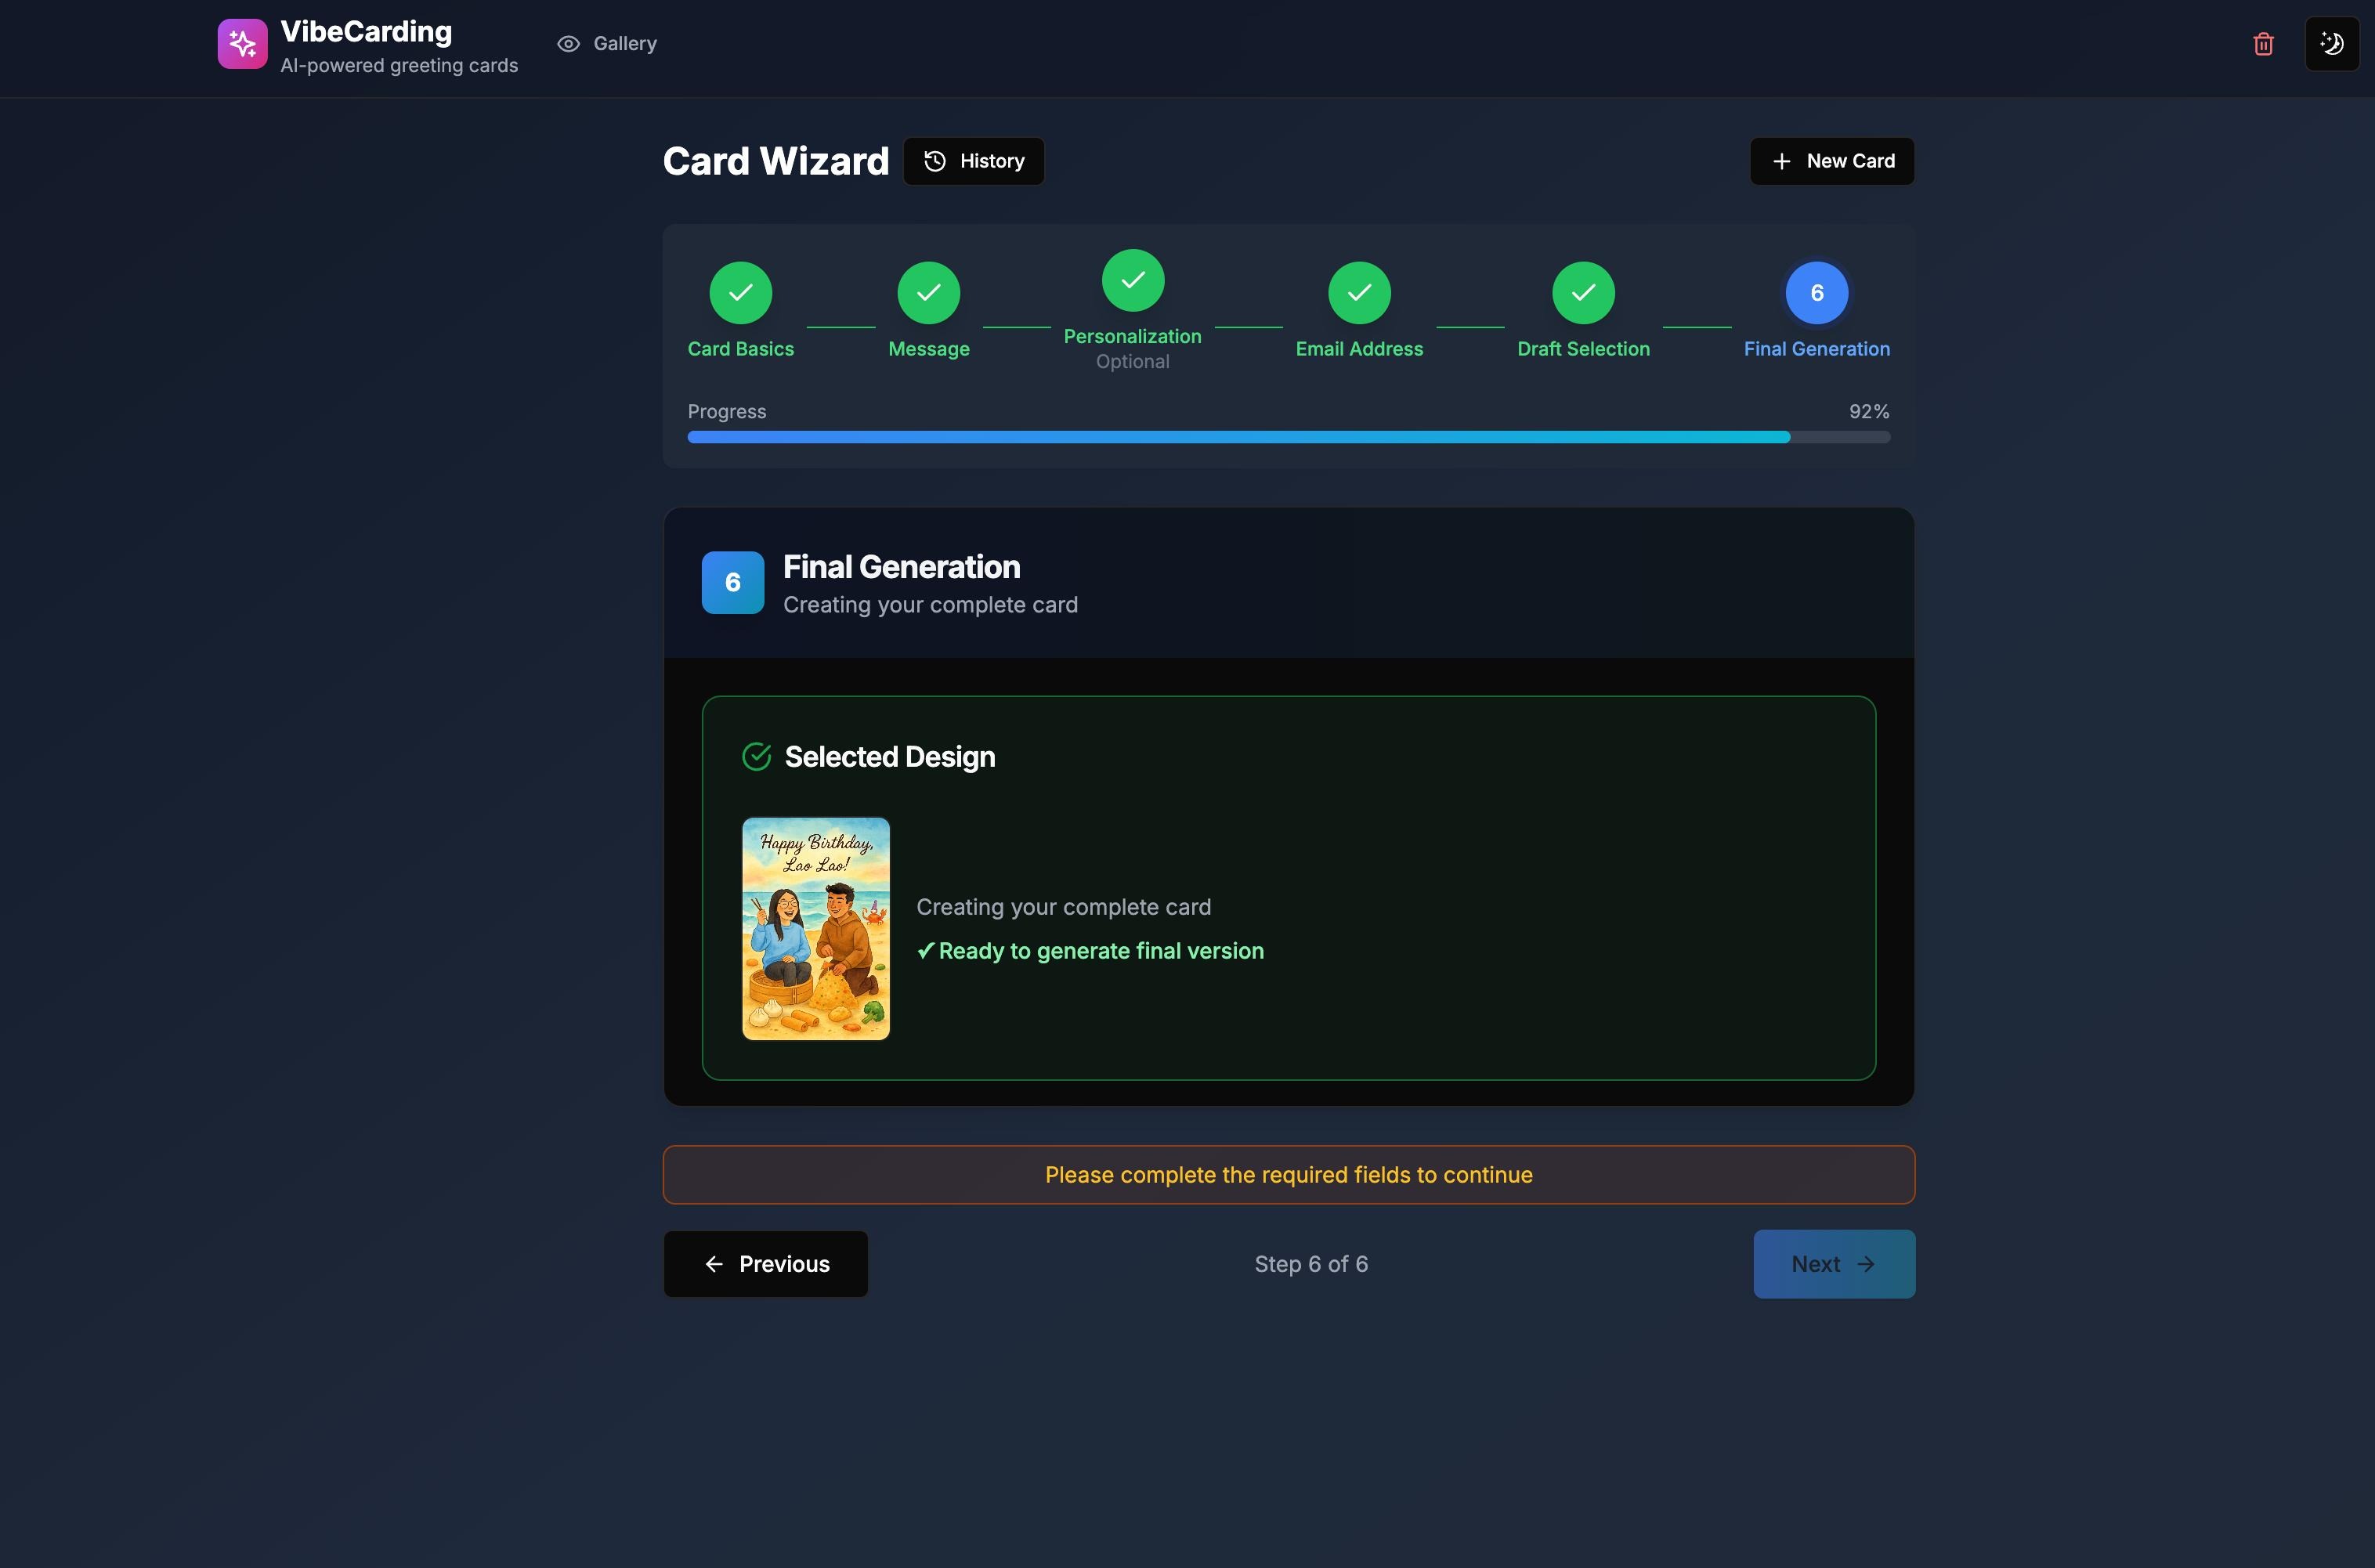 VibeCarding
AI-powered greeting cards
Gallery
Card Wizard
History
New Card
6
Card Basics
Message
Personalization
Optional
Email Address
Draft Selection
Final Generation
Progress
92%
6
Final Generation
Creating your complete card
Selected Design
Happy Birthday,
Lao Lao!
Creating your complete card
✓ Ready to generate final version
Please complete the required fields to continue
Previous
Step 6 of 6
Next